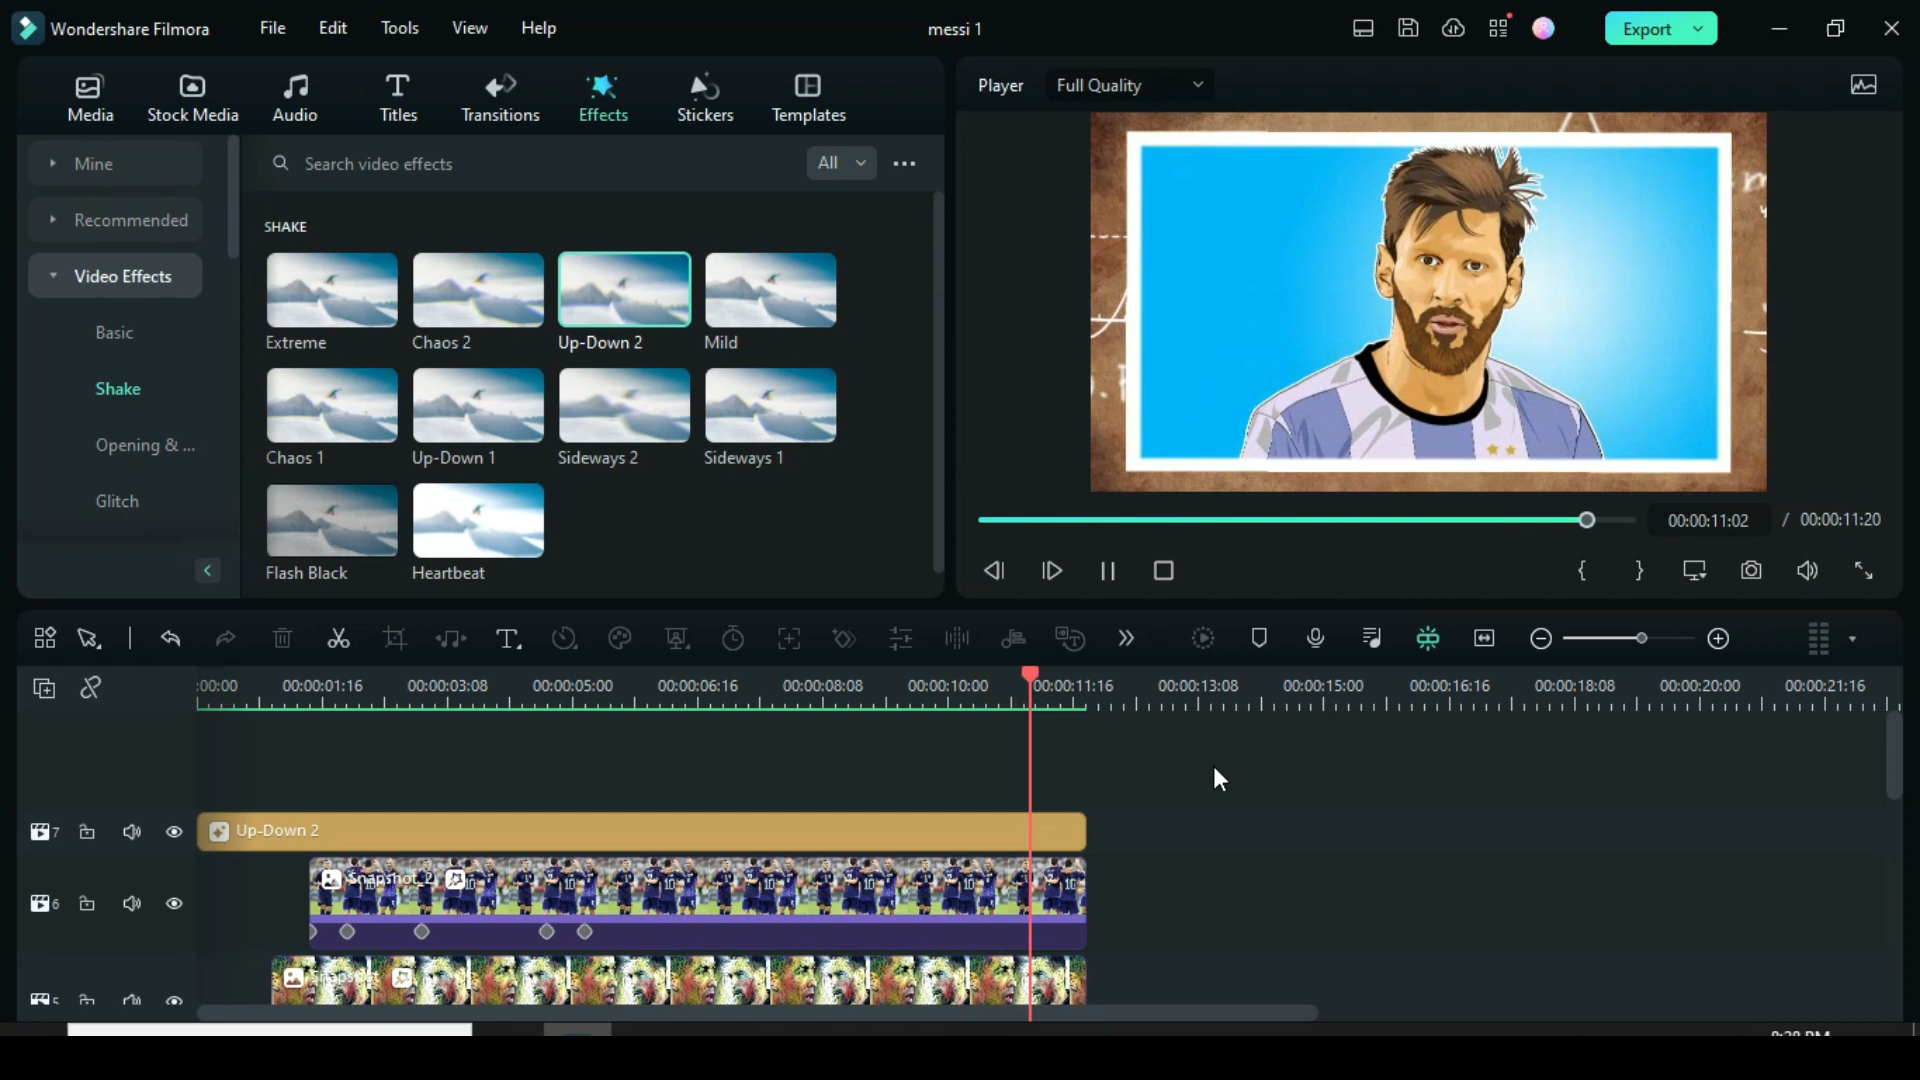 Wondershare Filmora
File Edit Tools View Help
messi 1
Export
Media Stock Media Audio Titles Transitions Effects Stickers Templates
Player Full Quality
Mine
Recommended
Video Effects
Basic
Shake
Opening & ...
Glitch
Search video effects
All
SHAKE
Extreme Chaos 2 Up-Down 2 Mild
Chaos 1 Up-Down 1 Sideways 2 Sideways 1
Flash Black Heartbeat
00:00:11:02 / 00:00:11:20
:00:00 00:00:01:16 00:00:03:08 00:00:05:00 00:00:06:16 00:00:08:08 00:00:10:00 00:00:11:16 00:00:13:08 00:00:15:00 00:00:16:16 00:00:18:08 00:00:20:00 00:00:21:16
7 Up-Down 2
6 Snapshot_2
5